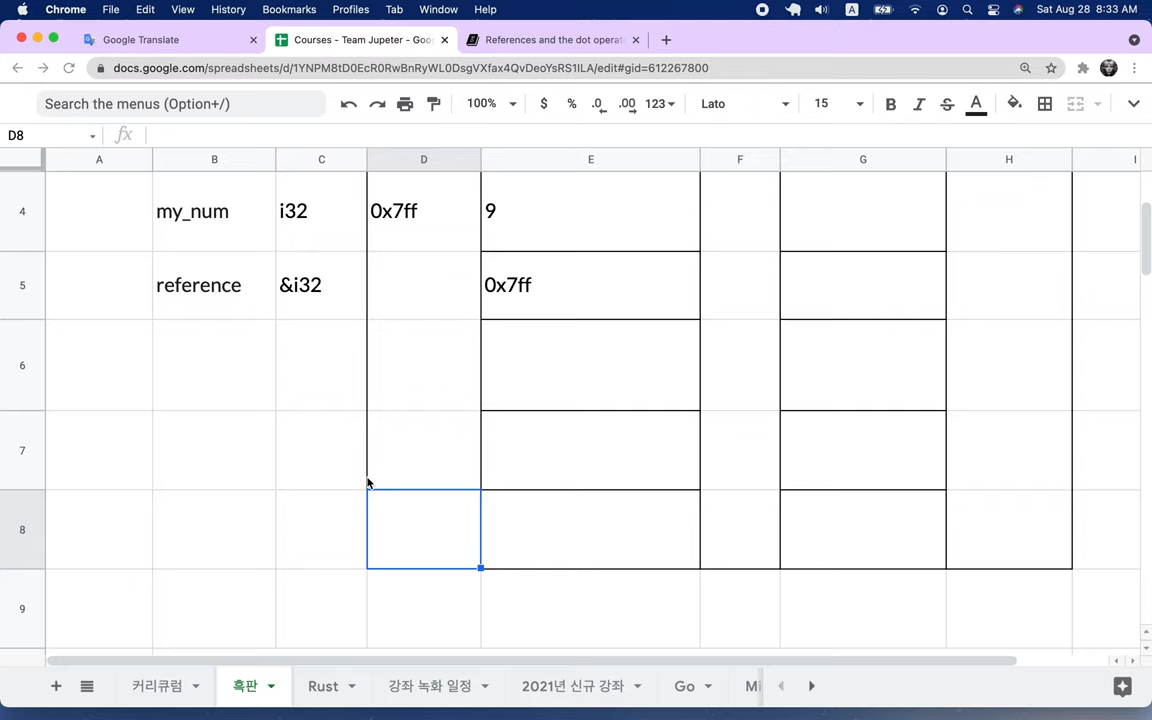 Chrome File Edit View History Bookmarks Profiles Tab Window Help A Sat Aug 28 8:33 AM
Google Translate Courses - Team Jupeter - Goo References and the dot operat
docs.google.com/spreadsheets/d/1YNPM8tD0EcR0RwBnRyWL0DsgVXfax4QvDeoYsRS1ILA/edit#gid=612267800
Search the menus (Option+/) 100% $ % .0 .00 123 Lato 15 B I S A
D8 fx
A B C D E F G H I
4 my_num i32 0x7ff 9
5 reference &i32 0x7ff
6
7
8
9
커리큘럼 흑판 Rust 강좌 녹화 일정 2021년 신규 강좌 Go Mi